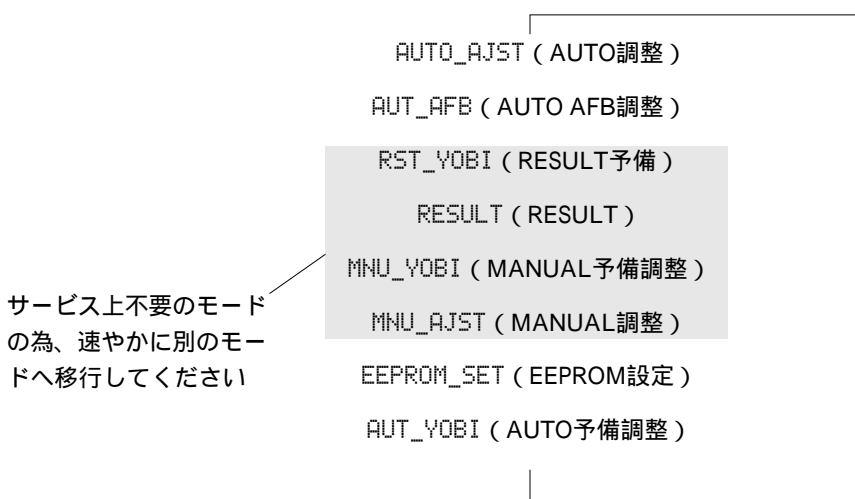 AUTO_AJST ( AUTO調整 )
AUT_AFB ( AUTO AFB調整 )
RST_YOBI ( RESULT予備 )
RESULT ( RESULT )
MNU_YOBI ( MANUAL予備調整 )
MNU_AJST ( MANUAL調整 )
EEPROM_SET ( EEPROM設定 )
AUT_YOBI ( AUTO予備調整 )
サービス上不要のモード
の為、速やかに別のモー
ドへ移行してください